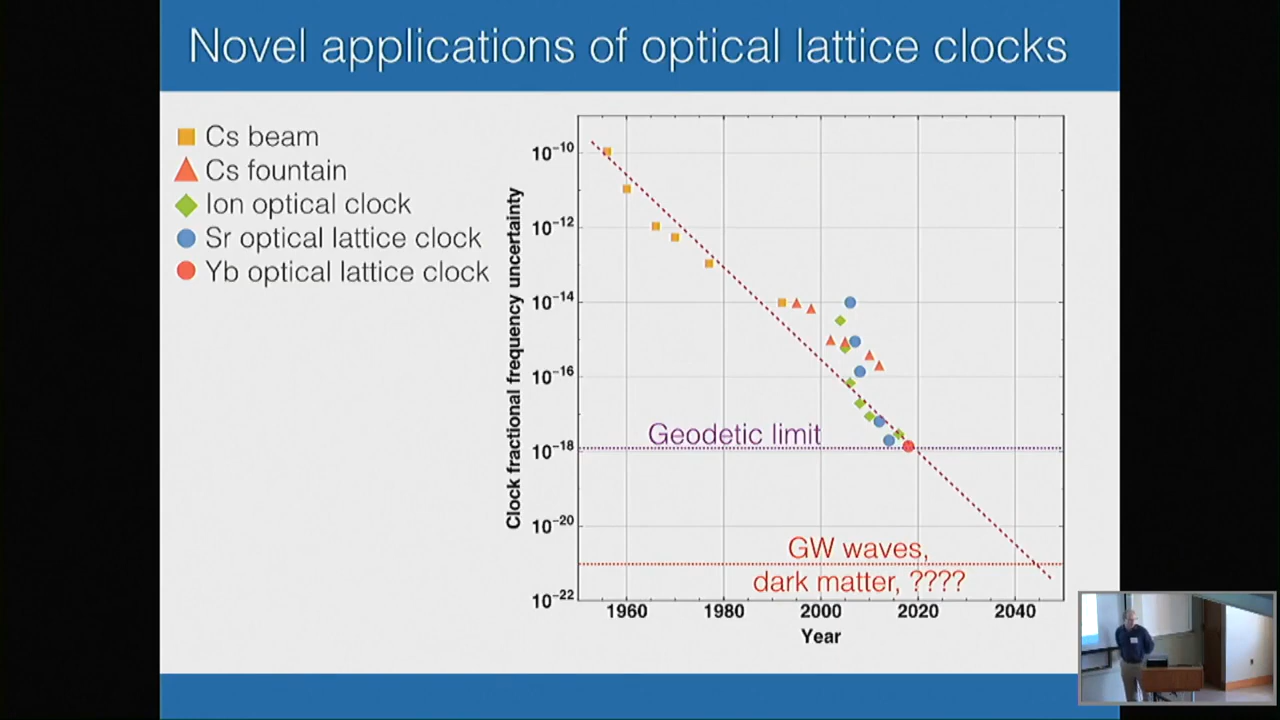 Novel applications of optical lattice clocks
Cs beam
Cs fountain
Ion optical clock
Sr optical lattice clock
Yb optical lattice clock
Clock fractional frequency uncertainty
10⁻¹⁰
10⁻¹²
10⁻¹⁴
10⁻¹⁶
10⁻¹⁸
10⁻²⁰
10⁻²²
Geodetic limit
GW waves,
dark matter, ????
1960 1980 2000 2020 2040
Year